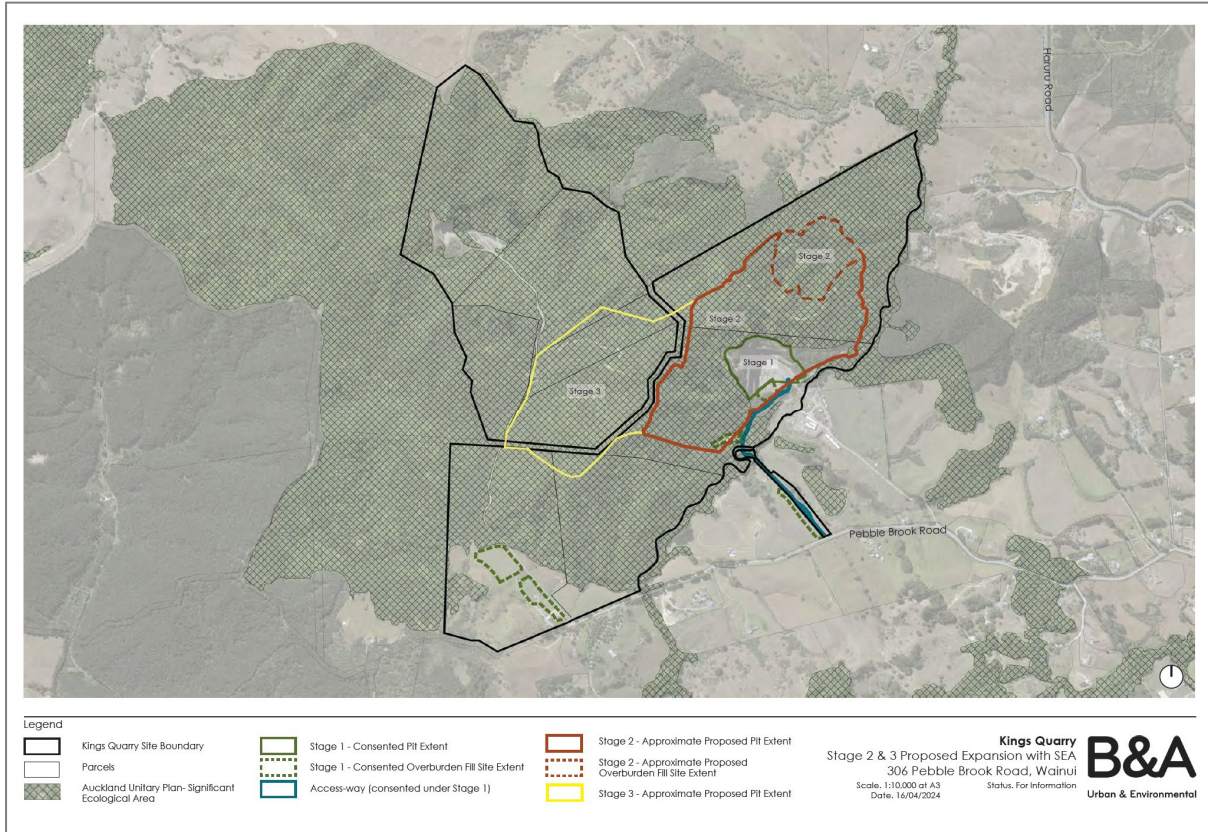 Haruru Road
Stage 2
Stage 2
Stage 1
Stage 3
Pebble Brook Road
Legend
Kings Quarry Site Boundary
Parcels
Auckland Unitary Plan- Significant
Ecological Area
Stage 1 - Consented Pit Extent
Stage 1 - Consented Overburden Fill Site Extent
Access-way (consented under Stage 1)
Stage 2 - Approximate Proposed Pit Extent
Stage 2 - Approximate Proposed
Overburden Fill Site Extent
Stage 3 - Approximate Proposed Pit Extent
Kings Quarry
Stage 2 & 3 Proposed Expansion with SEA
306 Pebble Brook Road, Wainui
Scale. 1:10,000 at A3
Status. For Information
Date. 16/04/2024
B&A
Urban & Environmental